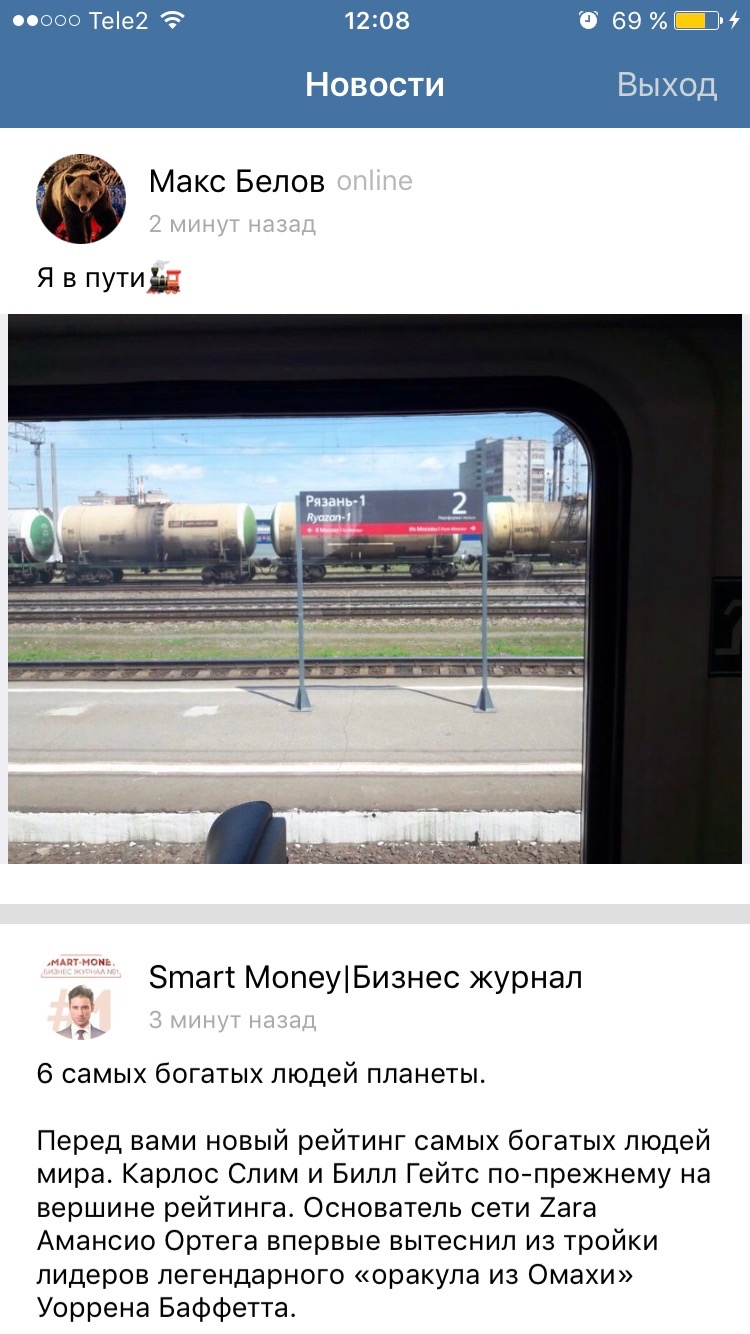 Tele2 12:08 69 %
Новости Выход
Макс Белов online
2 минут назад
Я в пути
Рязань-1 2
Ryazan-1
SMART-MONE
БИЗНЕС ЖУРНАЛ №1
#1
Smart Money|Бизнес журнал
3 минут назад
6 самых богатых людей планеты.
Перед вами новый рейтинг самых богатых людей
мира. Карлос Слим и Билл Гейтс по-прежнему на
вершине рейтинга. Основатель сети Zara
Амансио Ортега впервые вытеснил из тройки
лидеров легендарного «оракула из Омахи»
Уоррена Баффетта.